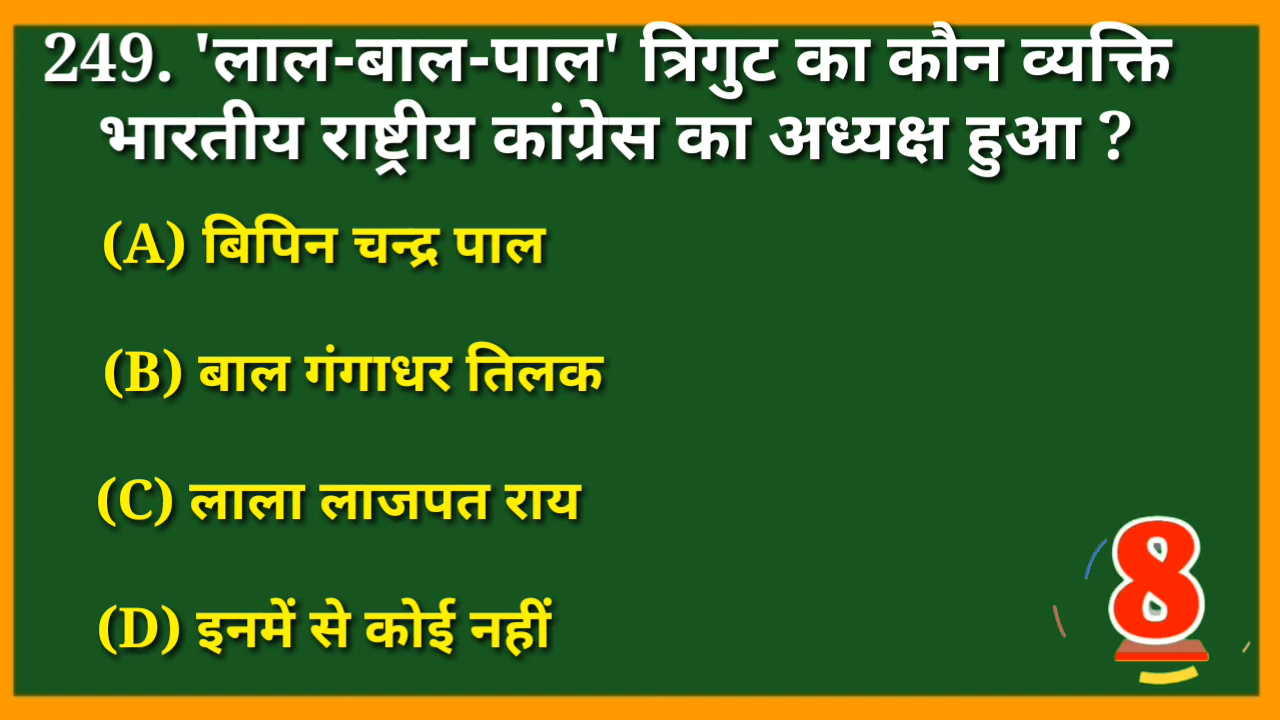 249. 'लाल-बाल-पाल' त्रिगुट का कौन व्यक्ति
भारतीय राष्ट्रीय कांग्रेस का अध्यक्ष हुआ ?
(A) बिपिन चन्द्र पाल
(B) बाल गंगाधर तिलक
(C) लाला लाजपत राय
(D) इनमें से कोई नहीं
8